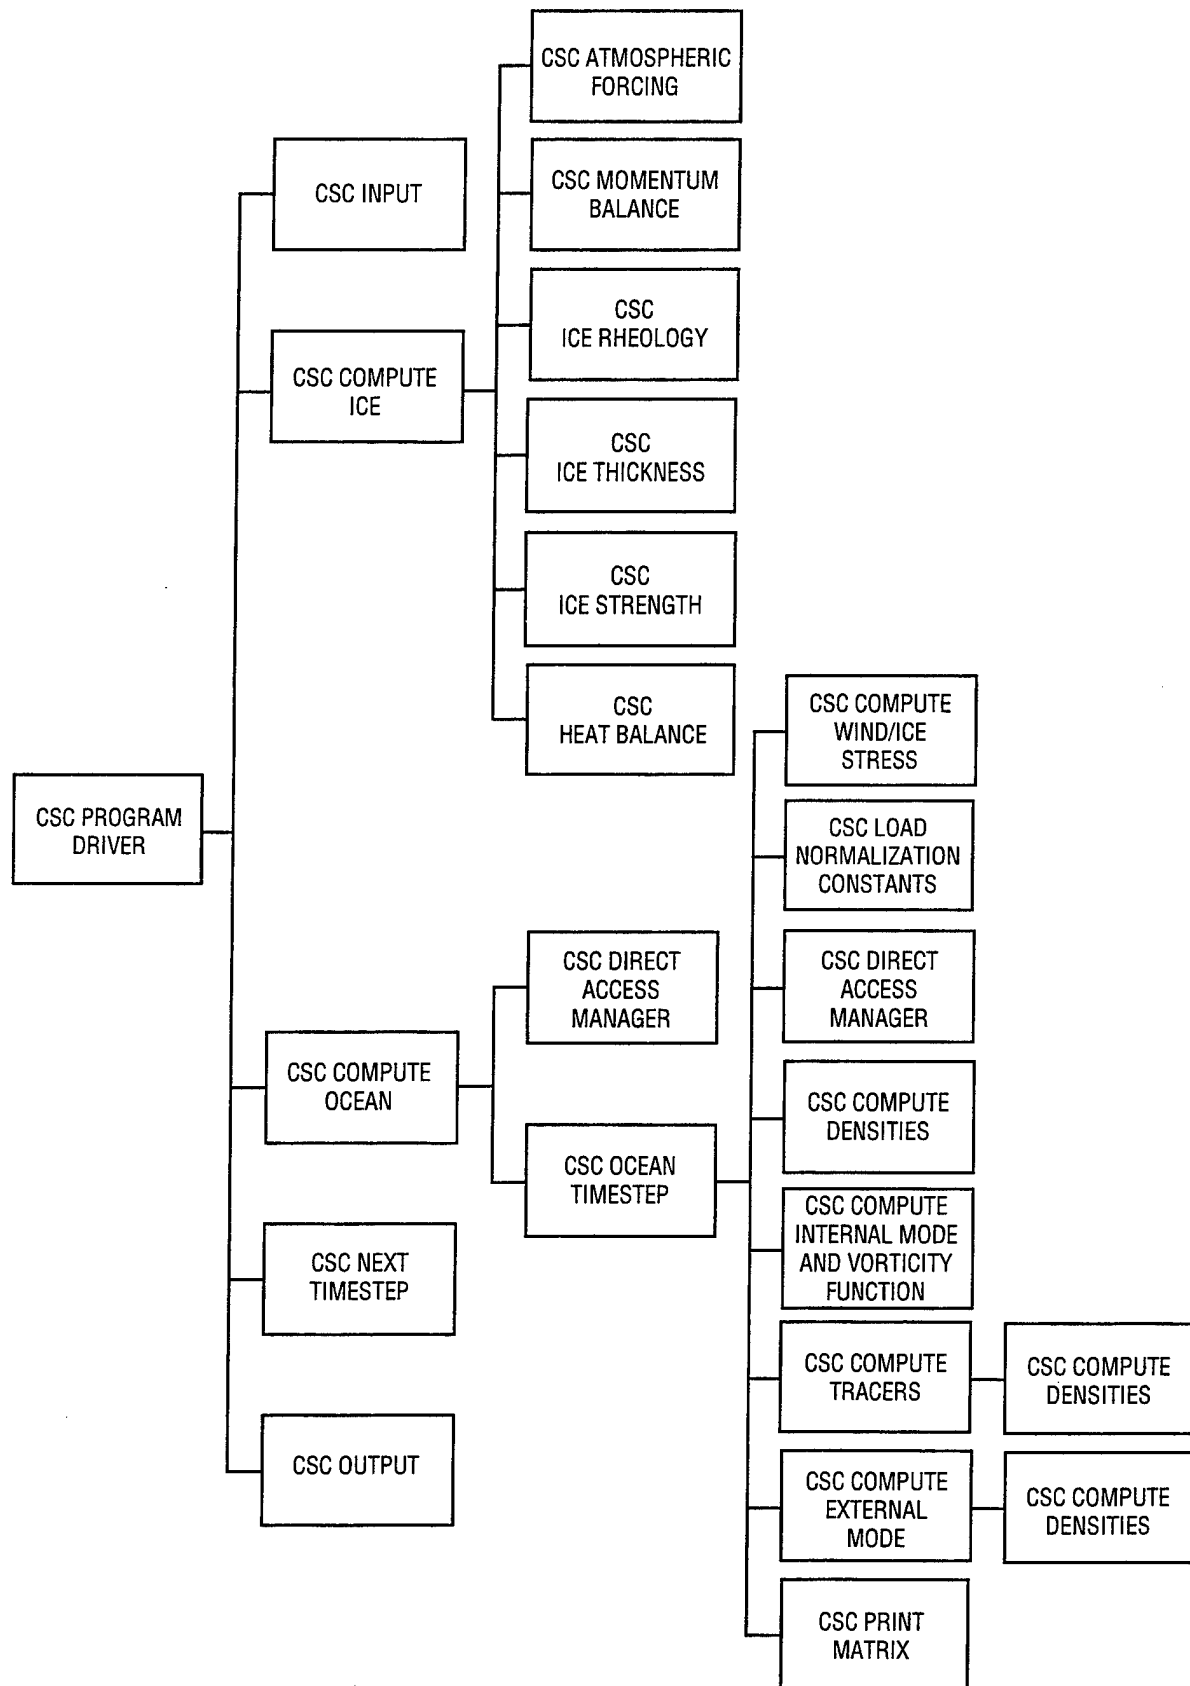 CSC ATMOSPHERIC
FORCING
CSC INPUT
CSC MOMENTUM
BALANCE
CSC
ICE RHEOLOGY
CSC COMPUTE
ICE
CSC
ICE THICKNESS
CSC
ICE STRENGTH
CSC
HEAT BALANCE
CSC PROGRAM
DRIVER
CSC COMPUTE
WIND/ICE
STRESS
CSC LOAD
NORMALIZATION
CONSTANTS
CSC DIRECT
ACCESS
MANAGER
CSC DIRECT
ACCESS
MANAGER
CSC COMPUTE
OCEAN
CSC OCEAN
TIMESTEP
CSC COMPUTE
DENSITIES
CSC COMPUTE
INTERNAL MODE
AND VORTICITY
FUNCTION
CSC NEXT
TIMESTEP
CSC COMPUTE
TRACERS
CSC COMPUTE
DENSITIES
CSC OUTPUT
CSC COMPUTE
EXTERNAL
MODE
CSC COMPUTE
DENSITIES
CSC PRINT
MATRIX